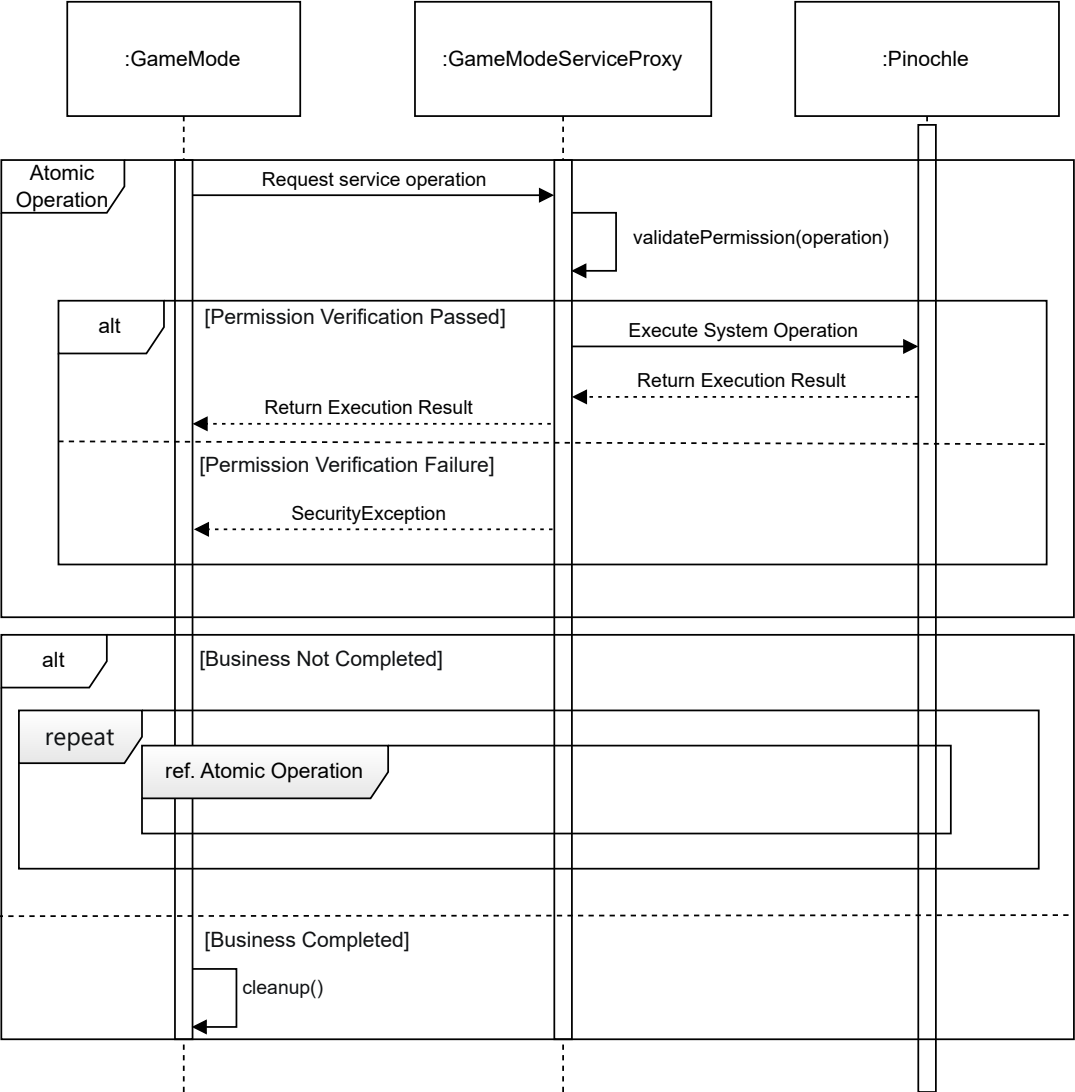 :GameMode
:GameModeServiceProxy
:Pinochle
Atomic
Operation
Request service operation
validatePermission(operation)
alt
[Permission Verification Passed]
Execute System Operation
Return Execution Result
Return Execution Result
[Permission Verification Failure]
SecurityException
alt
[Business Not Completed]
repeat
ref. Atomic Operation
[Business Completed]
cleanup()